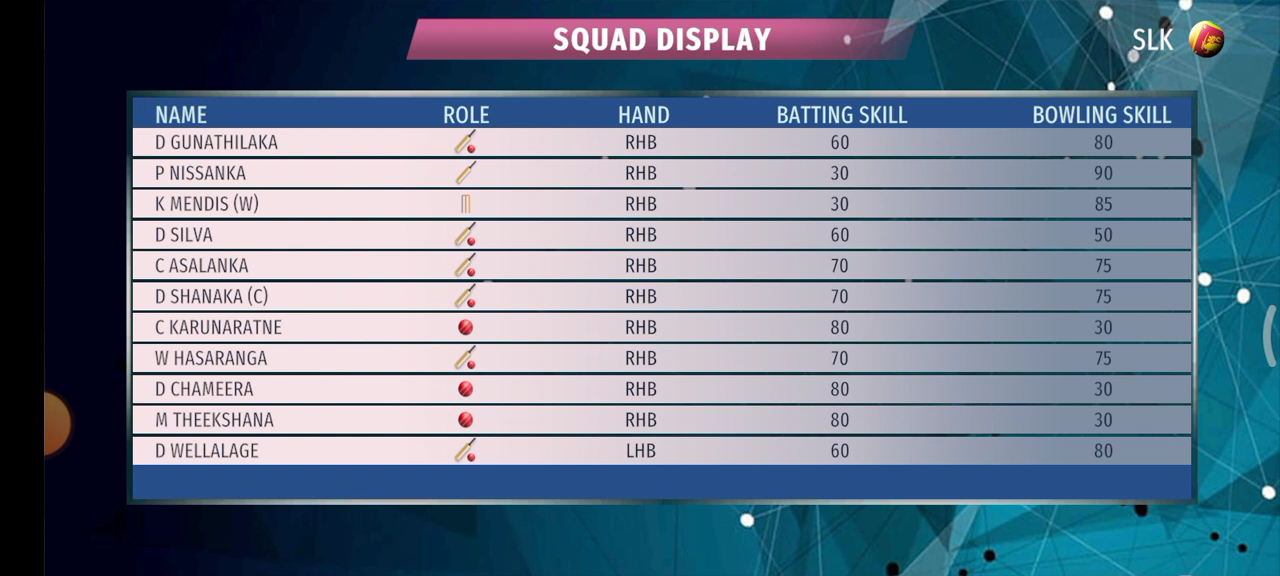 SQUAD DISPLAY
SLK
NAME ROLE HAND BATTING SKILL BOWLING SKILL
D GUNATHILAKA RHB 60 80
P NISSANKA RHB 30 90
K MENDIS (W) RHB 30 85
D SILVA RHB 60 50
C ASALANKA RHB 70 75
D SHANAKA (C) RHB 70 75
C KARUNARATNE RHB 80 30
W HASARANGA RHB 70 75
D CHAMEERA RHB 80 30
M THEEKSHANA RHB 80 30
D WELLALAGE LHB 60 80